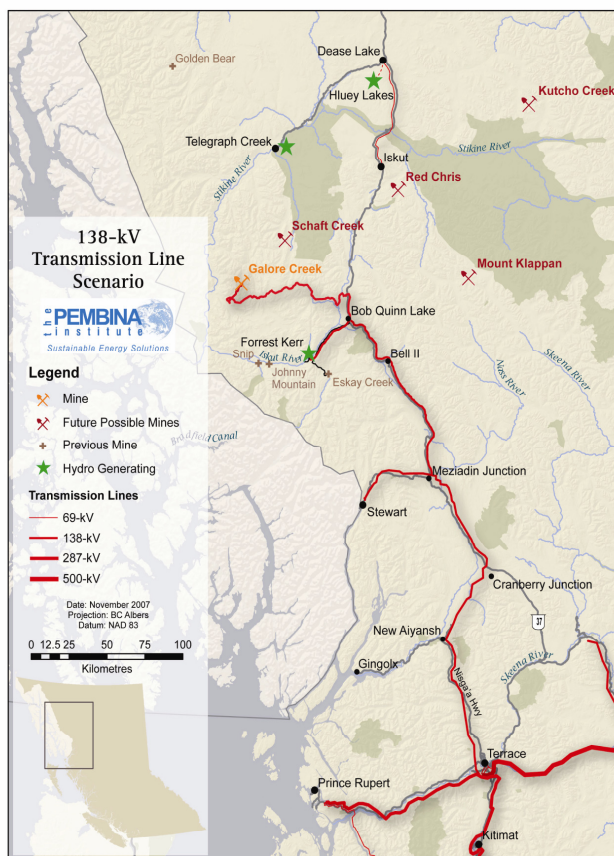 Golden Bear
Dease Lake
Hluey Lakes
Kutcho Creek
Telegraph Creek
Stikine River
Iskut
Stikine River
Red Chris
Schaft Creek
138-kV
Transmission Line
Scenario
Galore Creek
Mount Klappan
the PEMBINA
institute
Sustainable Energy Solutions
Bob Quinn Lake
Forrest Kerr
Snip
Iskut River
Johnny
Mountain
Bell II
Eskay Creek
Nass River
Skeena River
Legend
Mine
Future Possible Mines
Previous Mine
Bradfield Canal
Hydro Generating
Meziadin Junction
Transmission Lines
69-kV
138-kV
287-kV
500-kV
Stewart
Cranberry Junction
Date: November 2007
Projection: BC Albers
Datum: NAD 83
37
0 12.5 25 50 75 100
Kilometres
New Aiyansh
Gingolx
Nisga'a Hwy
Skeena River
Terrace
Prince Rupert
Kitimat